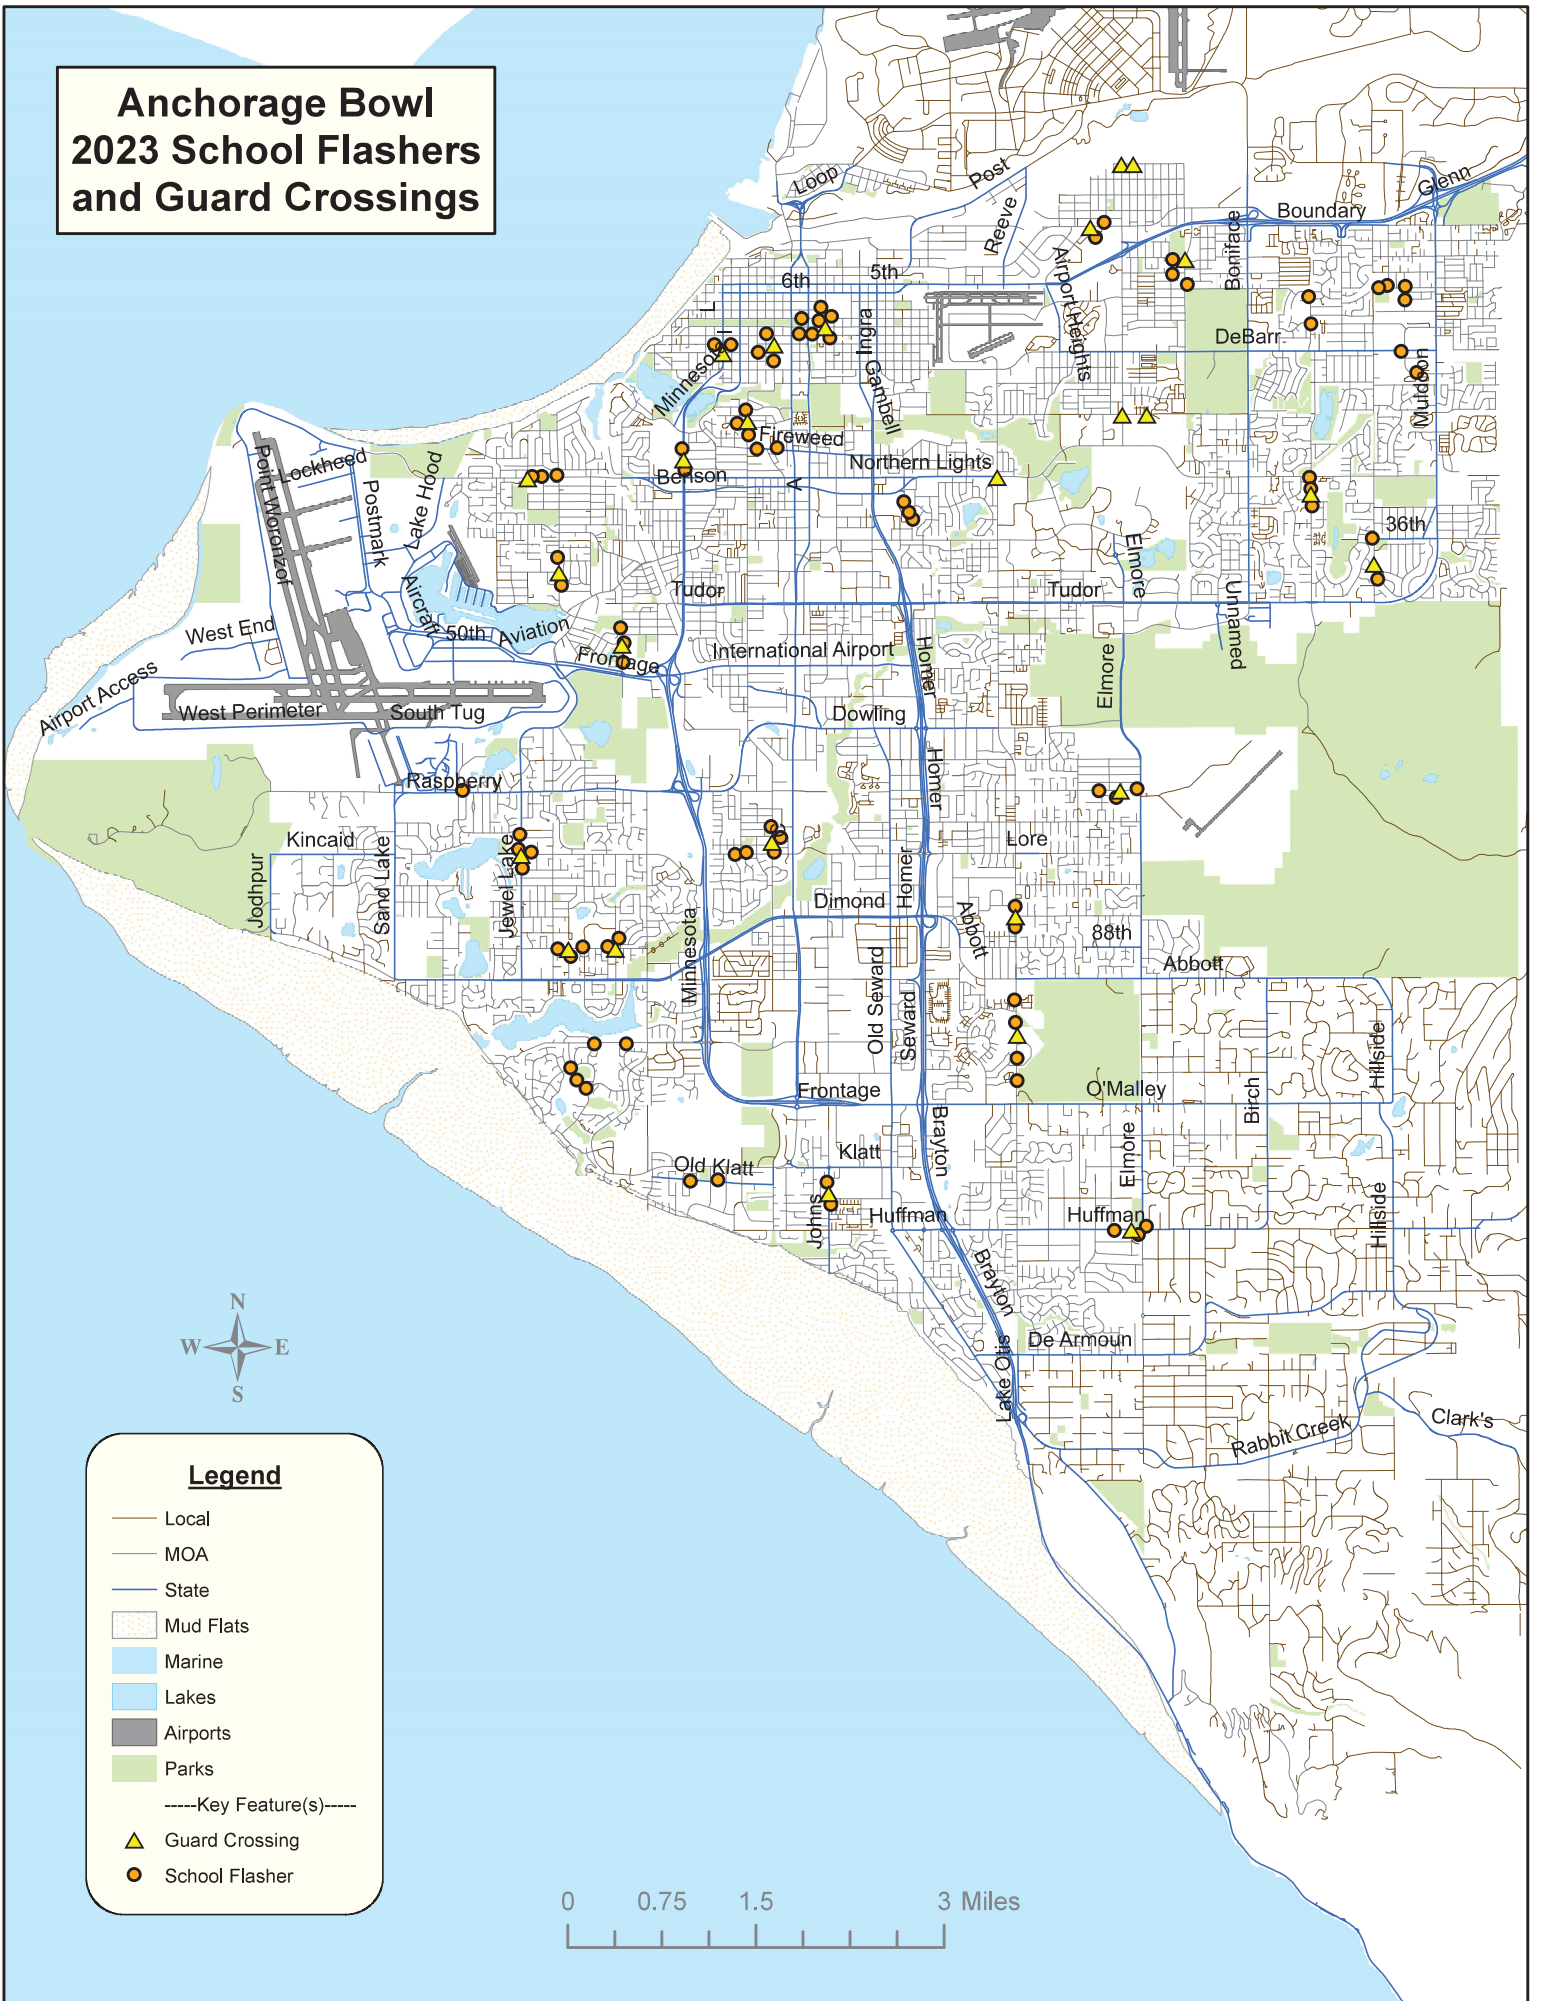 Anchorage Bowl
2023 School Flashers
and Guard Crossings
Loop
Post
Glenn
Reeve
Boundary
Boniface
Airport Heights
5th
6th
L
I
Ingra
DeBarr
Minnesota
Gambell
Muldoon
Fireweed
Northern Lights
Benson
A
Point Woronzof
Lockheed
Postmark
Lake Hood
36th
Elmore
Aircraft
Tudor
Tudor
Unnamed
West End
50th
Aviation
Frontage
International Airport
Homer
Elmore
Airport Access
West Perimeter
South Tug
Dowling
Homer
Raspberry
Kincaid
Lore
Jodhpur
Sand Lake
Jewel Lake
Homer
Dimond
Abbott
88th
Minnesota
Abbott
Old Seward
Seward
Hillside
Frontage
O'Malley
Birch
Brayton
Elmore
Klatt
Old Klatt
Johns
Huffman
Huffman
Hillside
Brayton
N
W
E
S
De Armoun
Lake Otis
Rabbit Creek
Clark's
Legend
Local
MOA
State
Mud Flats
Marine
Lakes
Airports
Parks
-----Key Feature(s)-----
Guard Crossing
School Flasher
0 0.75 1.5 3 Miles